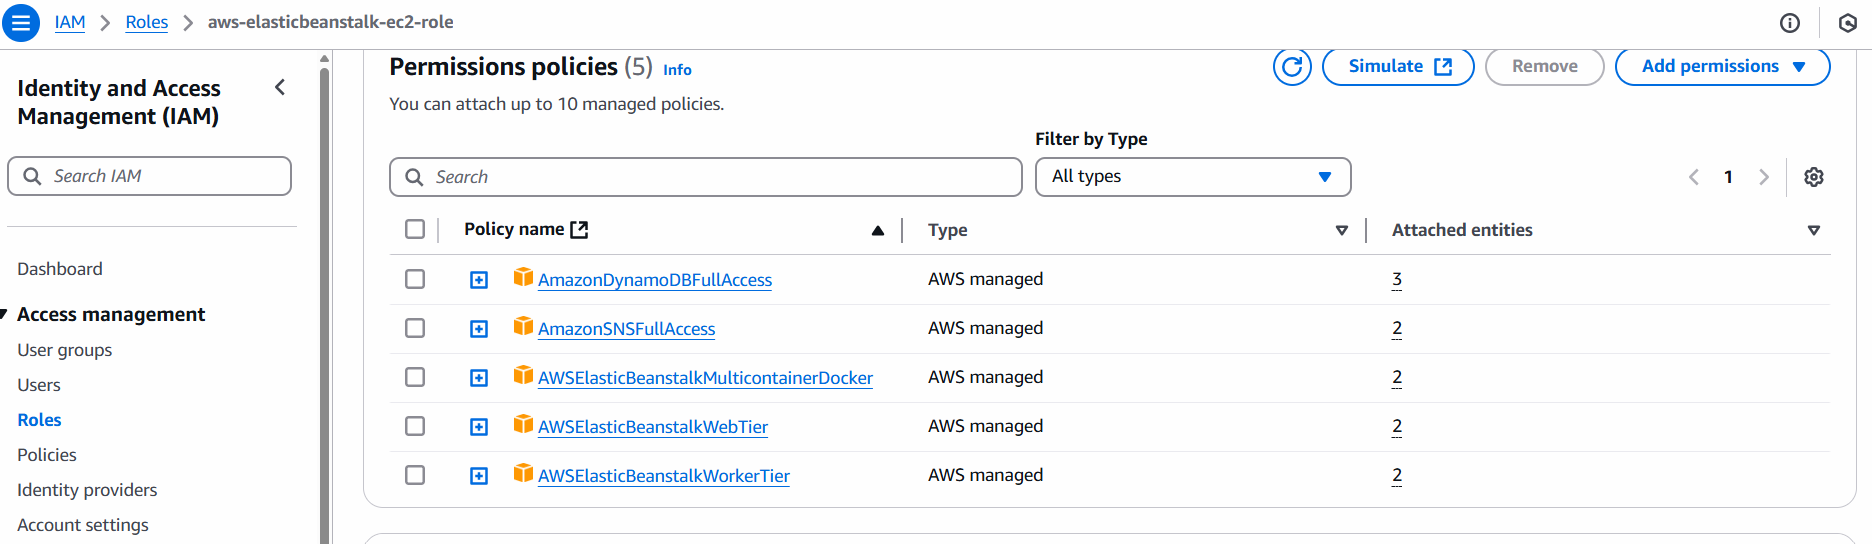 IAM > Roles > aws-elasticbeanstalk-ec2-role
Identity and Access Management (IAM)
Search IAM
Dashboard
Access management
User groups
Users
Roles
Policies
Identity providers
Account settings
Permissions policies (5) Info
Simulate
Remove
Add permissions
You can attach up to 10 managed policies.
Filter by Type
Search
All types
1
Policy name Type Attached entities
AmazonDynamoDBFullAccess AWS managed 3
AmazonSNSFullAccess AWS managed 2
AWSElasticBeanstalkMulticontainerDocker AWS managed 2
AWSElasticBeanstalkWebTier AWS managed 2
AWSElasticBeanstalkWorkerTier AWS managed 2